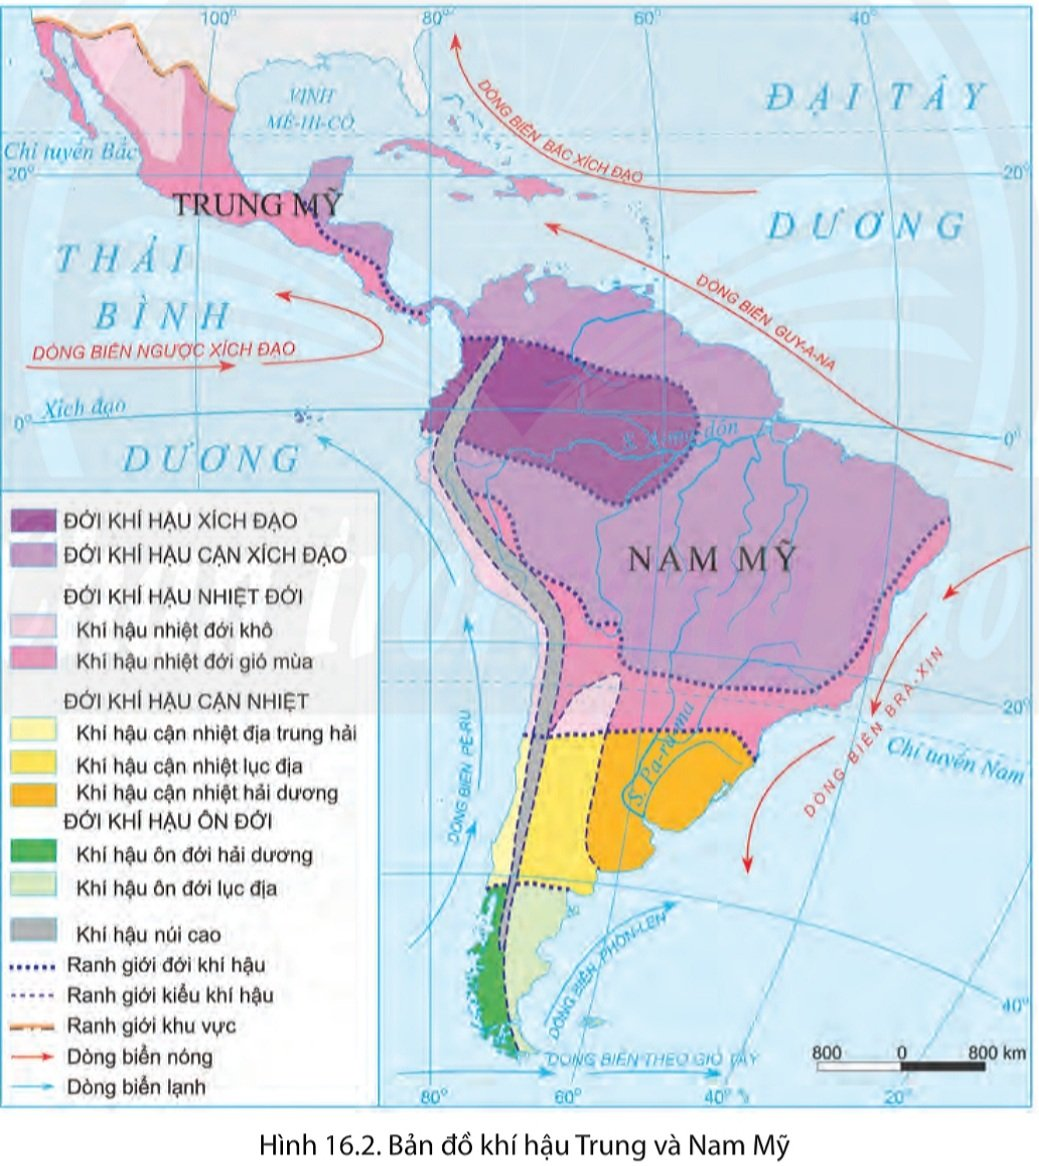 100°
80°
60°
40°
VỊNH
MÊ-HI-CÔ
DÒNG BIỂN BẮC XÍCH ĐẠO
ĐẠI TÂY
Chí tuyến Bắc
20°
20°
TRUNG MỸ
DƯƠNG
THÁI
BÌNH
DÒNG BIỂN GUY-A-NA
DÒNG BIỂN NGƯỢC XÍCH ĐẠO
Xích đạo
0°
0°
DƯƠNG
NAM MỸ
ĐỚI KHÍ HẬU XÍCH ĐẠO
ĐỚI KHÍ HẬU CẬN XÍCH ĐẠO
ĐỚI KHÍ HẬU NHIỆT ĐỚI
Khí hậu nhiệt đới khô
Khí hậu nhiệt đới gió mùa
ĐỚI KHÍ HẬU CẬN NHIỆT
Khí hậu cận nhiệt địa trung hải
Khí hậu cận nhiệt lục địa
Khí hậu cận nhiệt hải dương
ĐỚI KHÍ HẬU ÔN ĐỚI
Khí hậu ôn đới hải dương
Khí hậu ôn đới lục địa
Khí hậu núi cao
Ranh giới đới khí hậu
Ranh giới kiểu khí hậu
Ranh giới khu vực
Dòng biển nóng
Dòng biển lạnh
DÒNG BIỂN PÊ-RU
DÒNG BIỂN BRA-XIN
20°
Chí tuyến Nam
S. Pa-ra-na
DÒNG BIỂN PHÔN-LEN
40°
DÒNG BIỂN THEO GIÓ TÂY
800 0 800 km
80°
60°
40°
20°
Hình 16.2. Bản đồ khí hậu Trung và Nam Mỹ